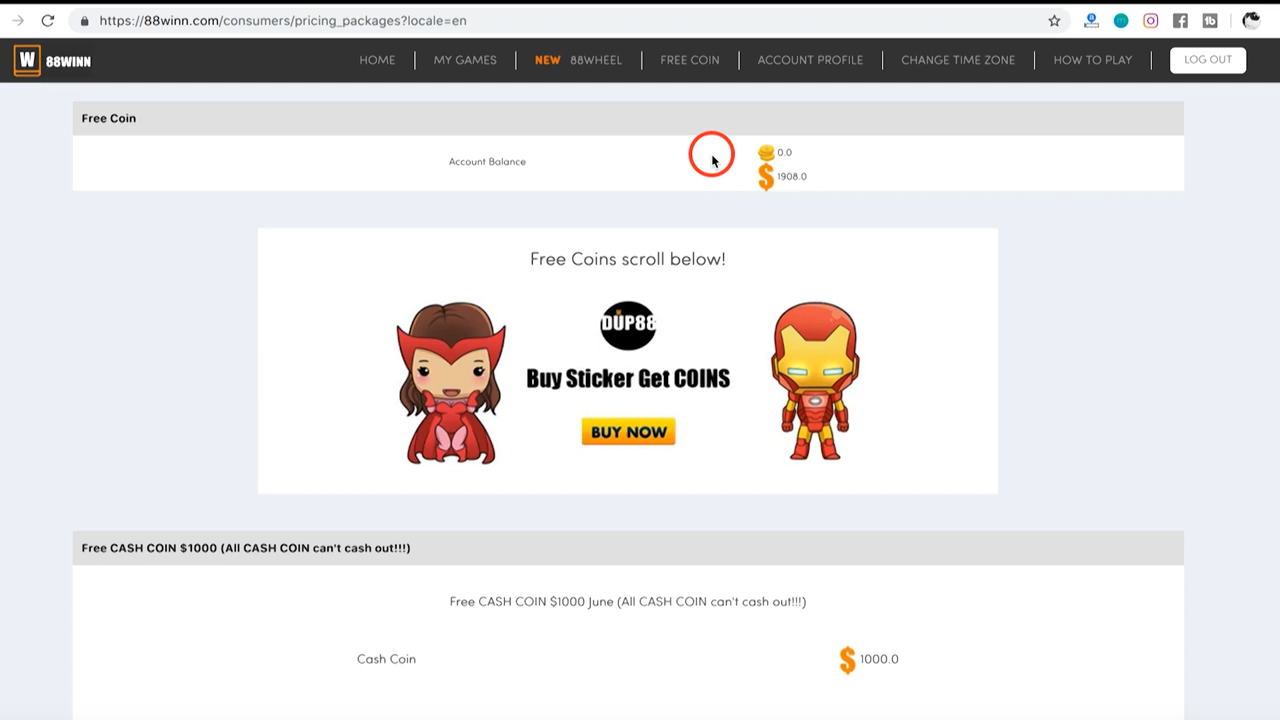 https://88winn.com/consumers/pricing_packages?locale=en
W 88WINN
HOME
MY GAMES
NEW 88WHEEL
FREE COIN
ACCOUNT PROFILE
CHANGE TIME ZONE
HOW TO PLAY
LOG OUT
Free Coin
Account Balance
0.0
1908.0
Free Coins scroll below!
DUP88
Buy Sticker Get COINS
BUY NOW
Free CASH COIN $1000 (All CASH COIN can't cash out!!!)
Free CASH COIN $1000 June (All CASH COIN can't cash out!!!)
Cash Coin
$ 1000.0